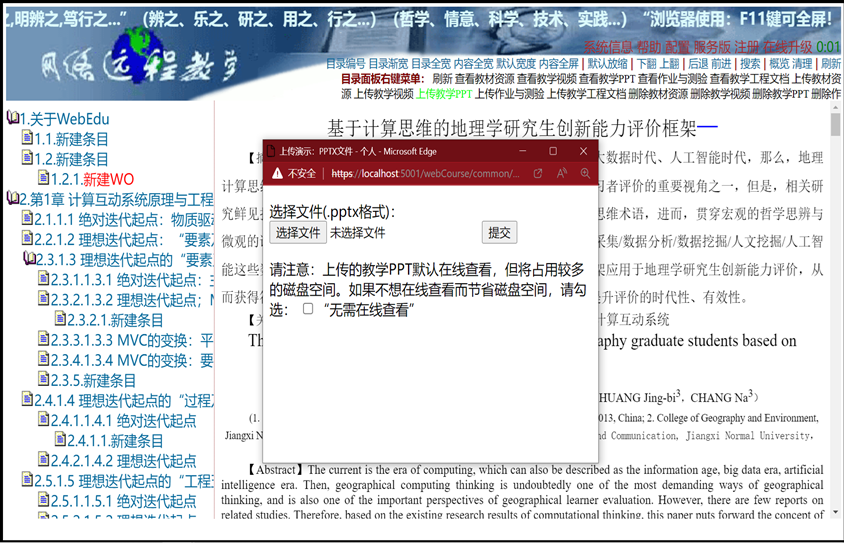 之,明辨之,笃行之..." (辨之、乐之、研之、用之、行之...) (哲学、情意、科学、技术、实践...) "浏览器使用：F11键可全屏！
网络远程教学
系统信息 帮助 配置 服务版 注册 在线升级 0:01
目录编号 目录渐宽 目录全宽 内容全宽 默认宽度 内容全屏 | 默认放缩 | 下翻 上翻 | 后退 前进 | 搜索 | 概览 清理 | 刷新
目录面板右键菜单： 刷新 查看教材资源 查看教学视频 查看教学PPT 查看作业与测验 查看教学工程文档 上传教材资
源 上传教学视频 上传教学PPT 上传作业与测验 上传教学工程文档 删除教材资源 删除教学视频 删除教学PPT 删除作
1.关于WebEdu
1.1.新建条目
1.2.新建条目
1.2.1.新建WO
2.第1章 计算互动系统原理与工程
2.1.1.1 绝对迭代起点：物质驱动
2.2.1.2 理想迭代起点："要素
2.3.1.3 理想迭代起点的"要素
2.3.1.1.3.1 绝对迭代起点：
2.3.2.1.3.2 理想迭代起点；M
2.3.2.1.新建条目
2.3.3.1.3.3 MVC的变换：平
2.3.4.1.3.4 MVC的变换：要
2.3.5.新建条目
2.4.1.4 理想迭代起点的"过程
2.4.1.1.4.1 绝对迭代起点
2.4.1.1.新建条目
2.4.2.1.4.2 理想迭代起点
2.5.1.5 理想迭代起点的"工程
2.5.1.1.5.1 绝对迭代起点
2.5.2.1.5.2 理想迭代起点
基于计算思维的地理学研究生创新能力评价框架—
【摘
大数据时代、人工智能时代，那么，地理
计算思
习者评价的重要视角之一，但是，相关研
究鲜见
思维术语，进而，贯穿宏观的哲学思辨与
微观的
采集/数据分析/数据挖掘/人文挖掘/人工智
能这些
架应用于地理学研究生创新能力评价，从
而获得
提升评价的时代性、有效性。
【关
计算互动系统
Th
aphy graduate students based on
HUANG Jing-bi3, CHANG Na3)
(1.
013, China; 2. College of Geography and Environment,
Jiangxi N
nd Communication, Jiangxi Normal University,
【Abstract】The current is the era of computing, which can also be described as the information age, big data era, artificial
intelligence era. Then, geographical computing thinking is undoubtedly one of the most demanding ways of geographical
thinking, and is also one of the important perspectives of geographical learner evaluation. However, there are few reports on
related studies. Therefore, based on the existing research results of computational thinking, this paper puts forward the concept of
上传演示：PPTX文件 - 个人 - Microsoft Edge
不安全 | https://localhost:5001/webCourse/common/...
选择文件(.pptx格式)：
选择文件 未选择文件 提交
请注意：上传的教学PPT默认在线查看，但将占用较多
的磁盘空间。如果不想在线查看而节省磁盘空间，请勾
选： "无需在线查看"